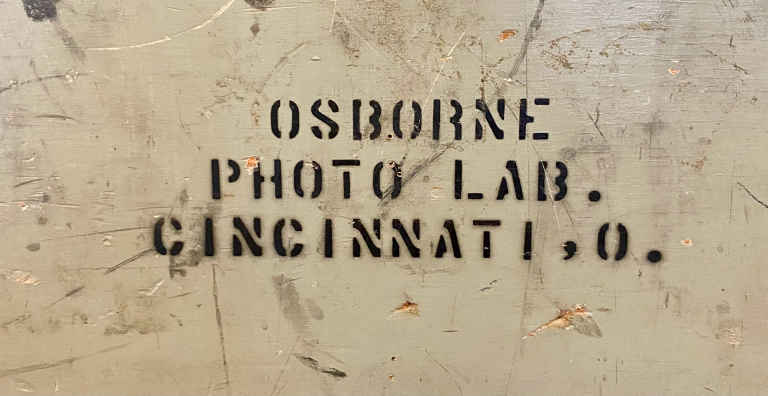 OSBORNE
PHOTO LAB.
CINCINNATI,O.